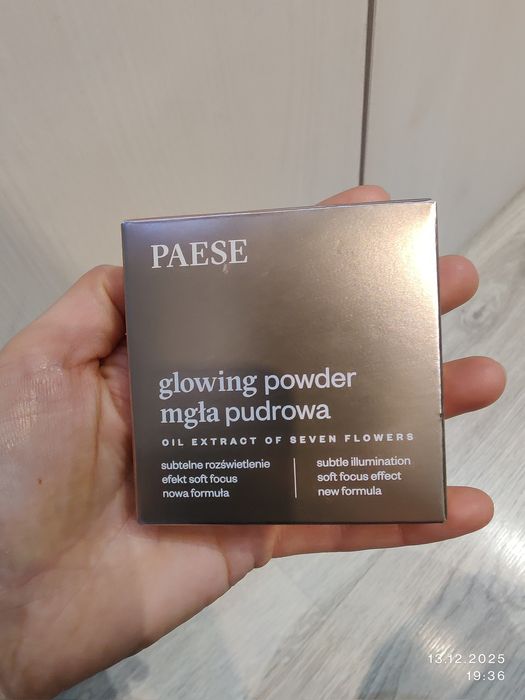 PAESE
glowing powder
mgła pudrowa
OIL EXTRACT OF SEVEN FLOWERS
subtelne rozświetlenie
efekt soft focus
nowa formuła
subtle illumination
soft focus effect
new formula
13.12.2025
19:36